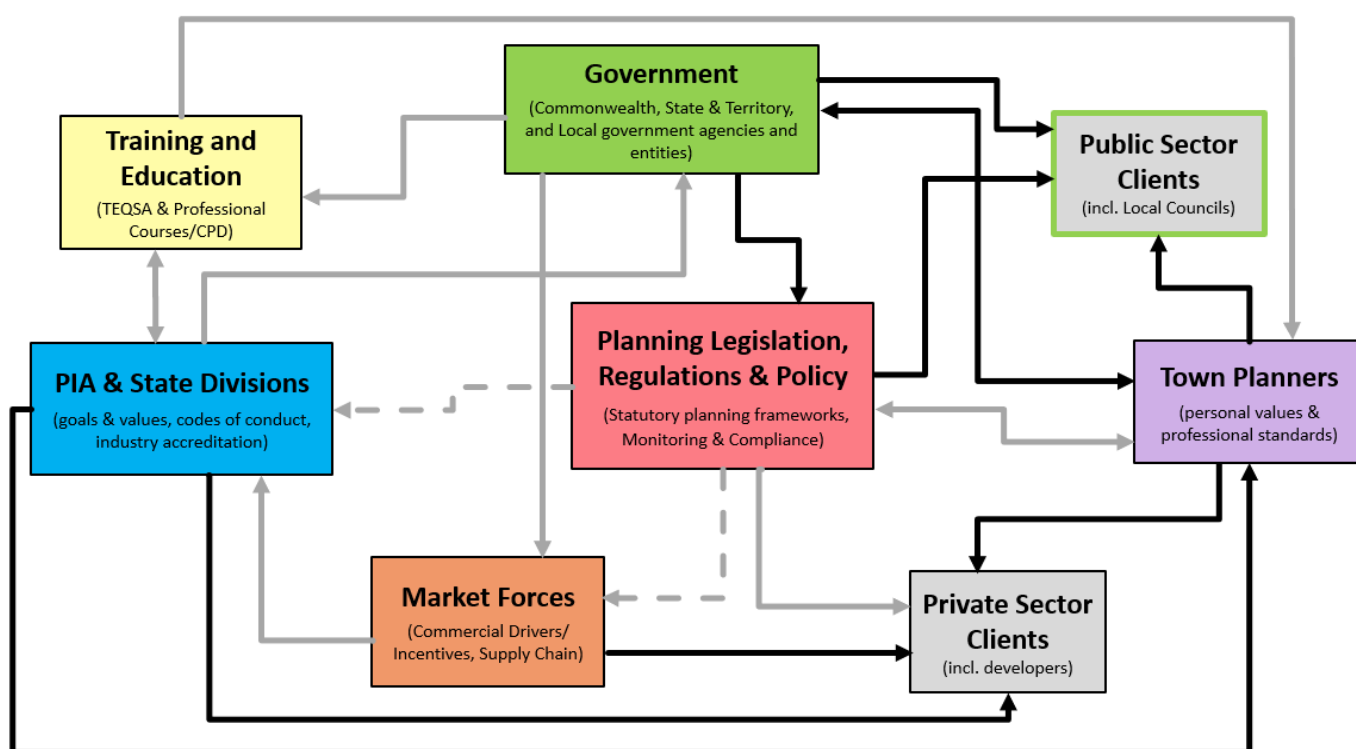 Government
(Commonwealth, State & Territory,
and Local government agencies and
entities)
Training and
Education
(TEQSA & Professional
Courses/CPD)
Public Sector
Clients
(incl. Local Councils)
PIA & State Divisions
(goals & values, codes of conduct,
industry accreditation)
Planning Legislation,
Regulations & Policy
(Statutory planning frameworks,
Monitoring & Compliance)
Town Planners
(personal values &
professional standards)
Market Forces
(Commercial Drivers/
Incentives, Supply Chain)
Private Sector
Clients
(incl. developers)